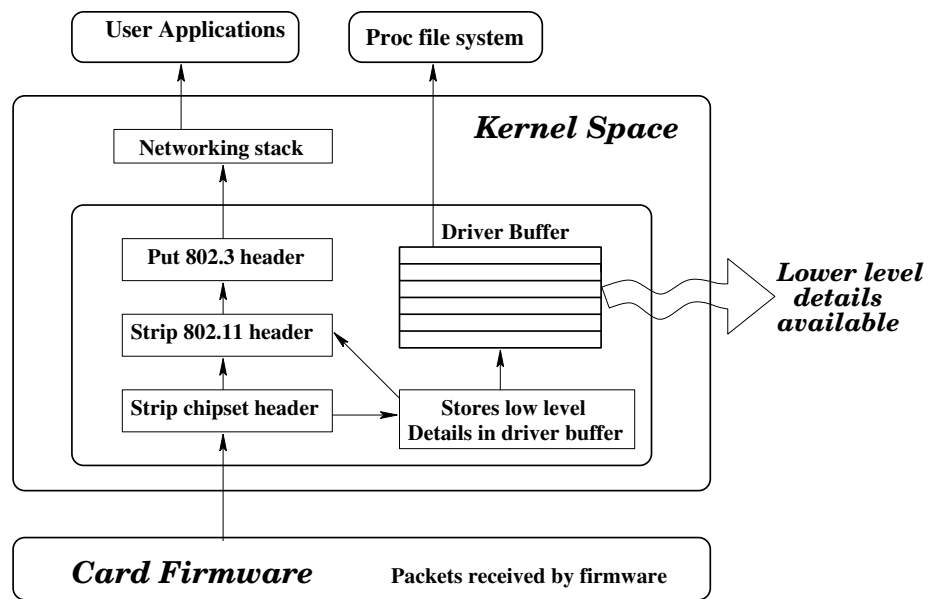 User Applications
Proc file system
Kernel Space
Networking stack
Driver Buffer
Put 802.3 header
Lower level
details
available
Strip 802.11 header
Strip chipset header
Stores low level
Details in driver buffer
Card Firmware
Packets received by firmware